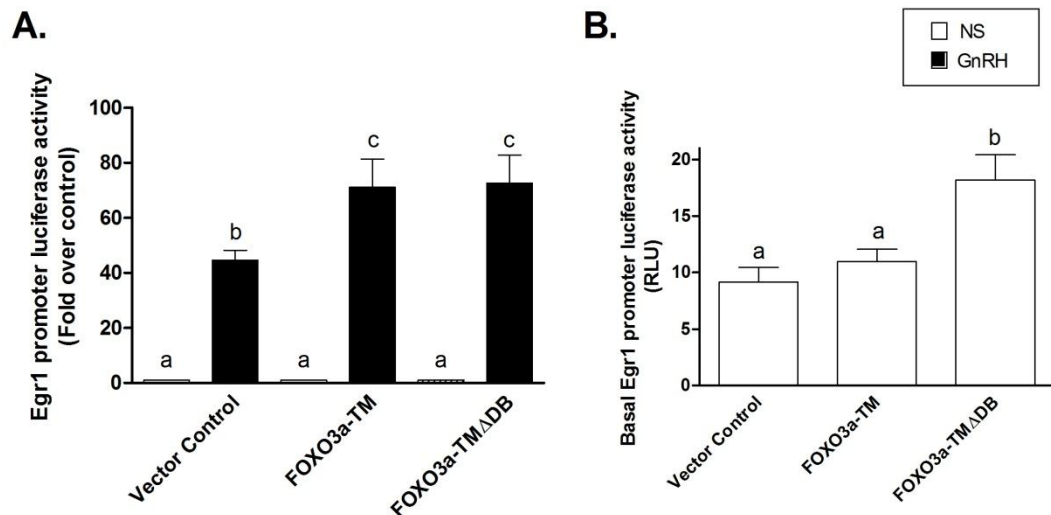 A.
Egr1 promoter luciferase activity
(Fold over control)
100
80
60
40
20
0
a
b
a
c
a
c
Vector Control
FOXO3a-TM
FOXO3a-TMΔDB
B.
NS
GnRH
Basal Egr1 promoter luciferase activity
(RLU)
20
15
10
5
0
a
a
b
Vector Control
FOXO3a-TM
FOXO3a-TMΔDB